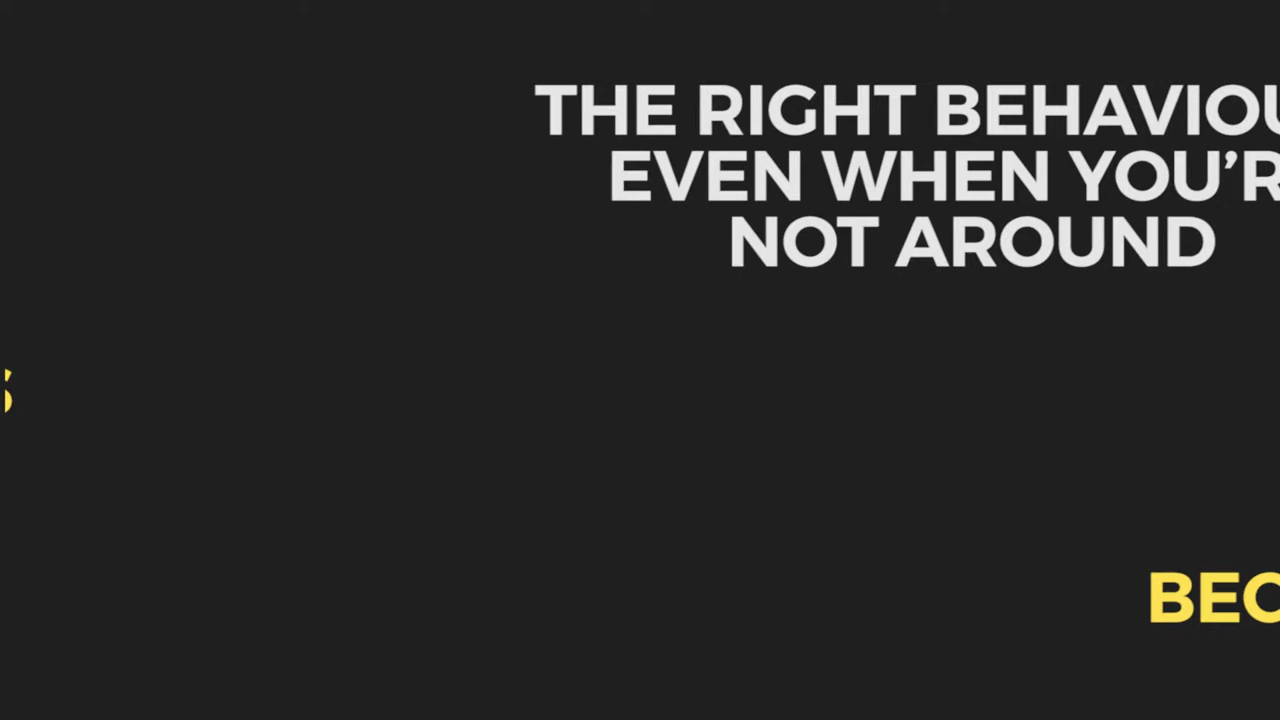 THE RIGHT BEHAVIOU
EVEN WHEN YOU'R
NOT AROUND
S
BEC